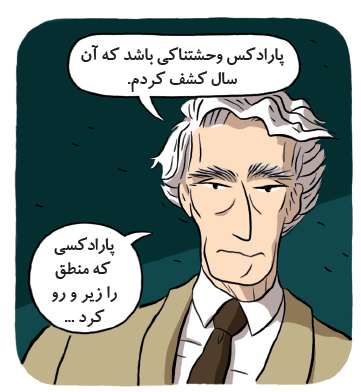 پارادکس وحشتناکی باشد که آن
سال کشف کردم.
پارادکسی
که منطق
را زیر و رو
کرد ...